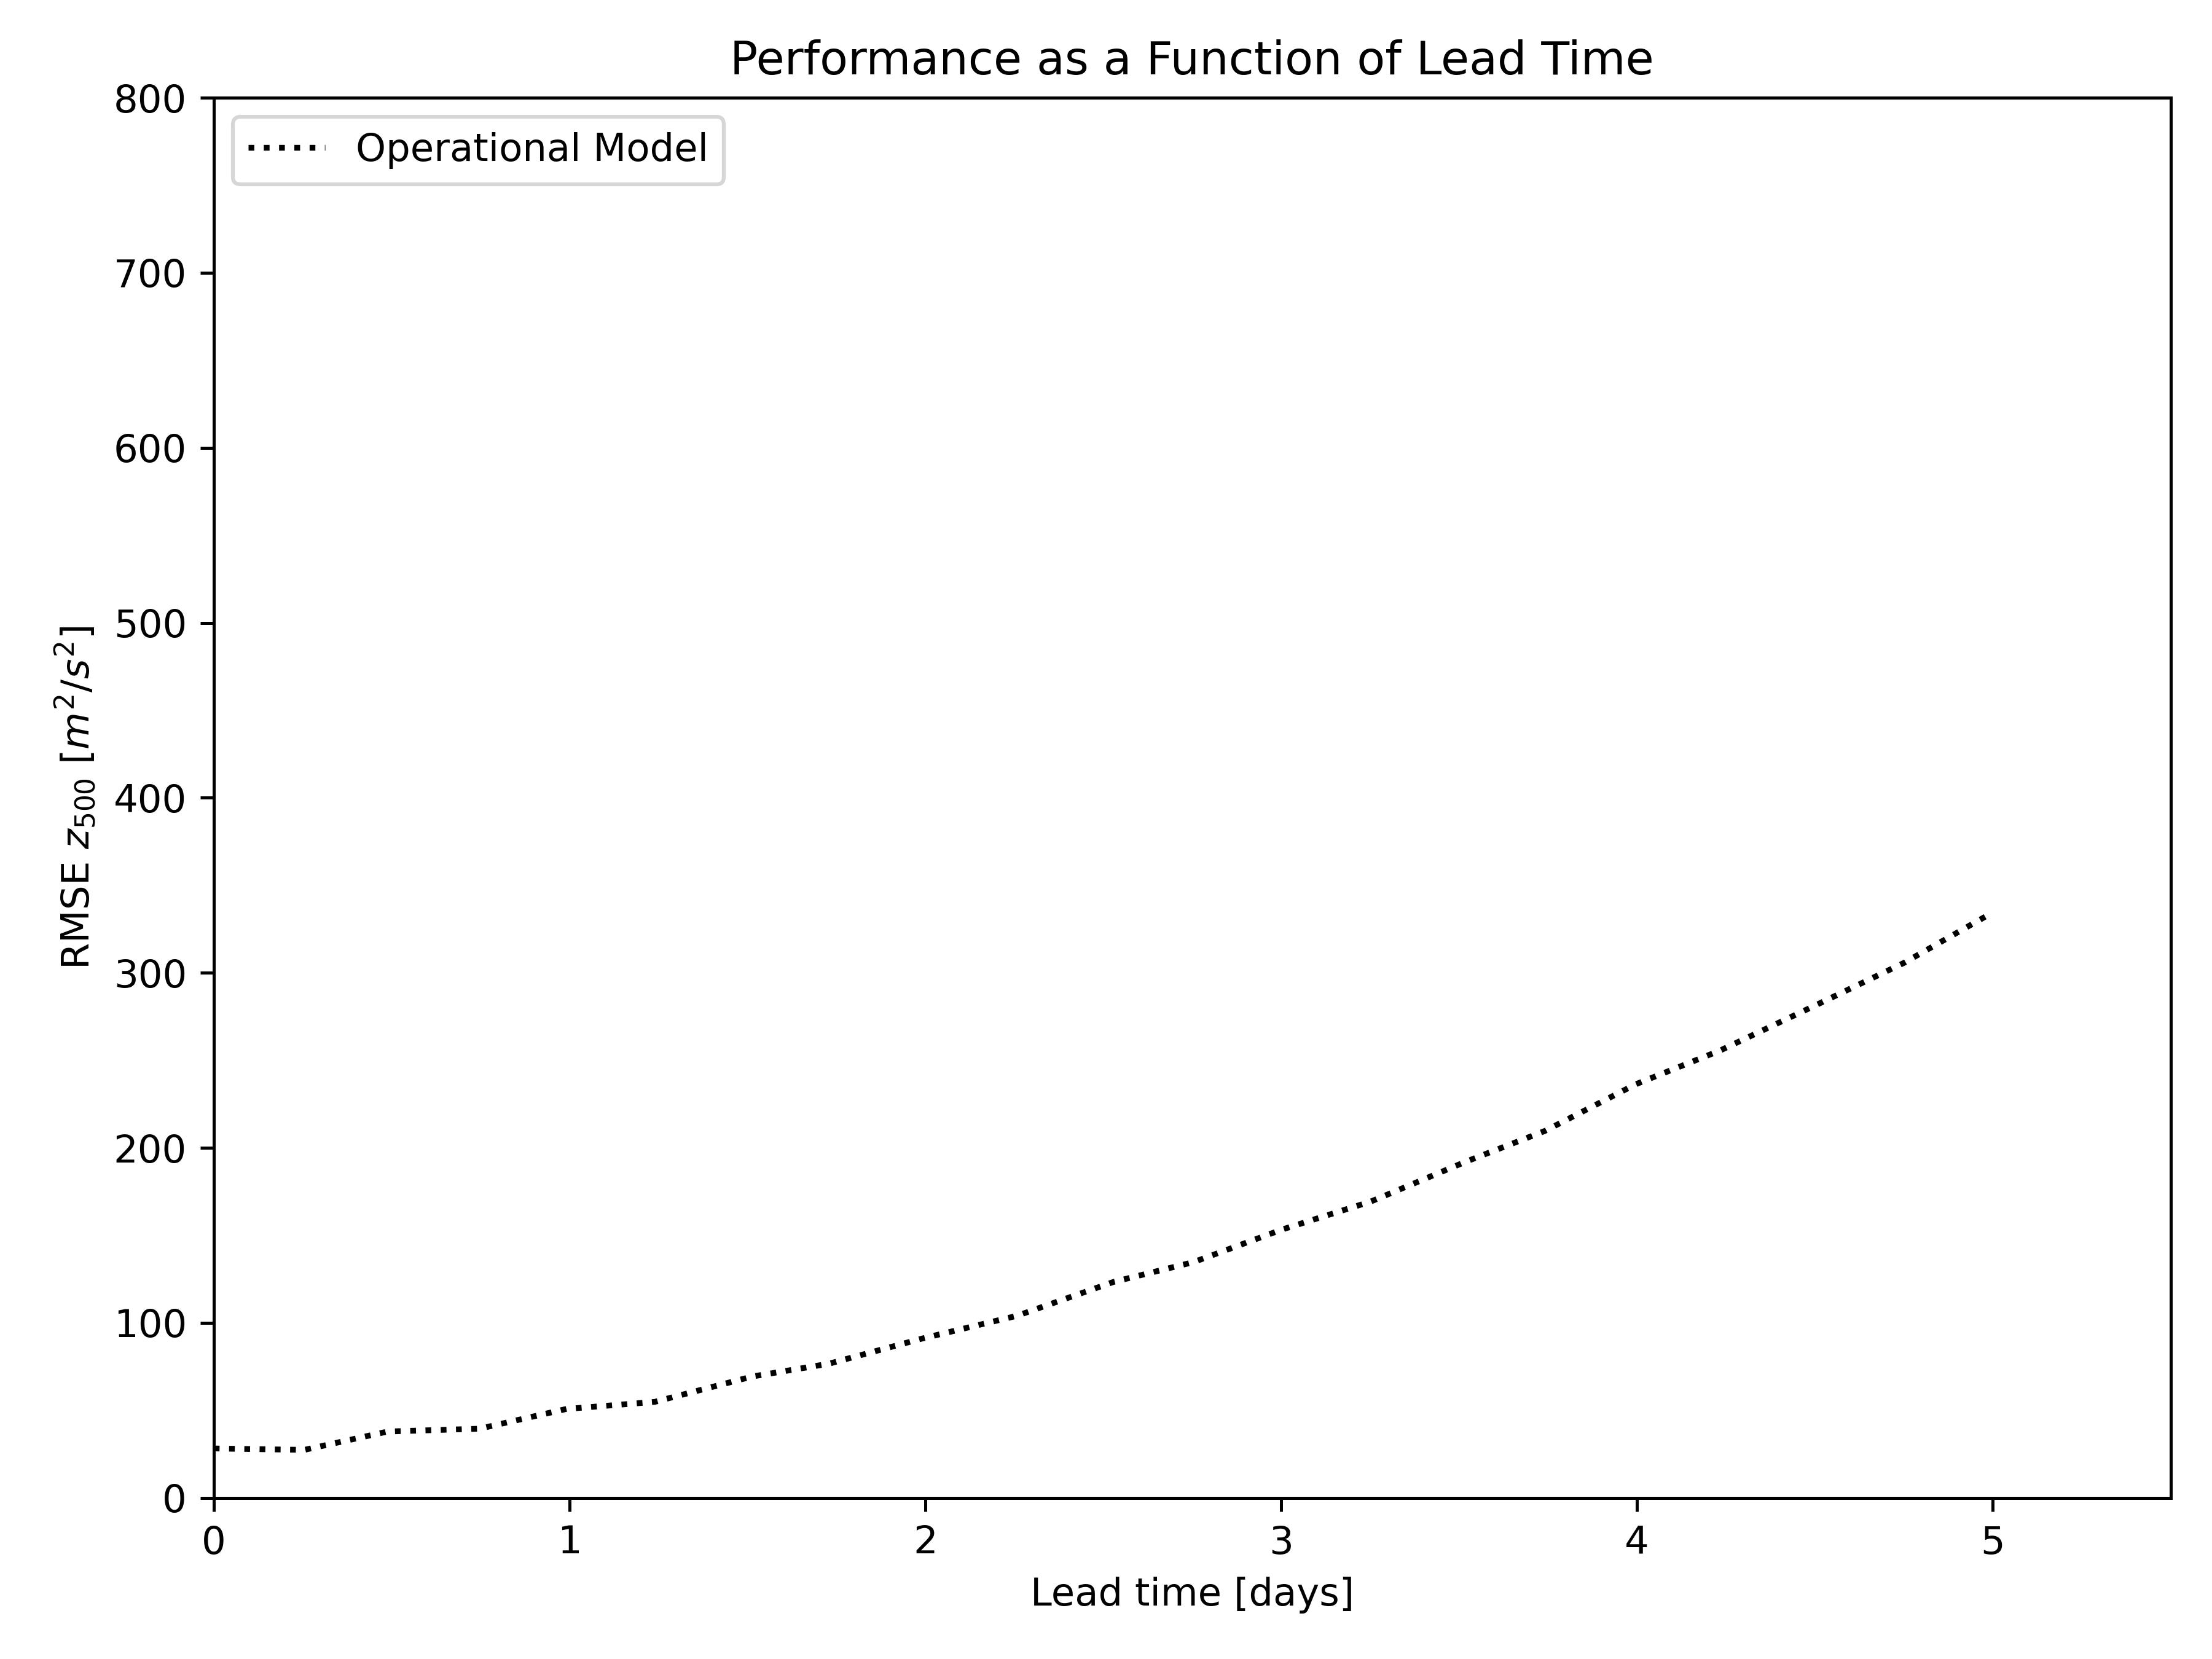 Performance as a Function of Lead Time
Operational Model
RMSE z₅₀₀ [m²/s²]
800
700
600
500
400
300
200
100
0
0 1 2 3 4 5
Lead time [days]